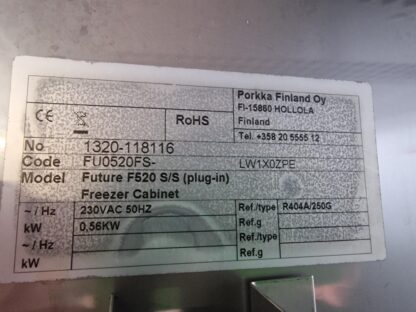 Porkka Finland Oy
FI-15860 HOLLOLA
Finland
CE
RoHS
Tel. +358 20 5555 12
No 1320-118116
Code FU0520FS- LW1X0ZPE
Model Future F520 S/S (plug-in)
Freezer Cabinet
~ / Hz 230VAC 50HZ Ref./type R404A/250G
kW 0,56KW Ref.g
~ / Hz Ref./type
kW Ref.g